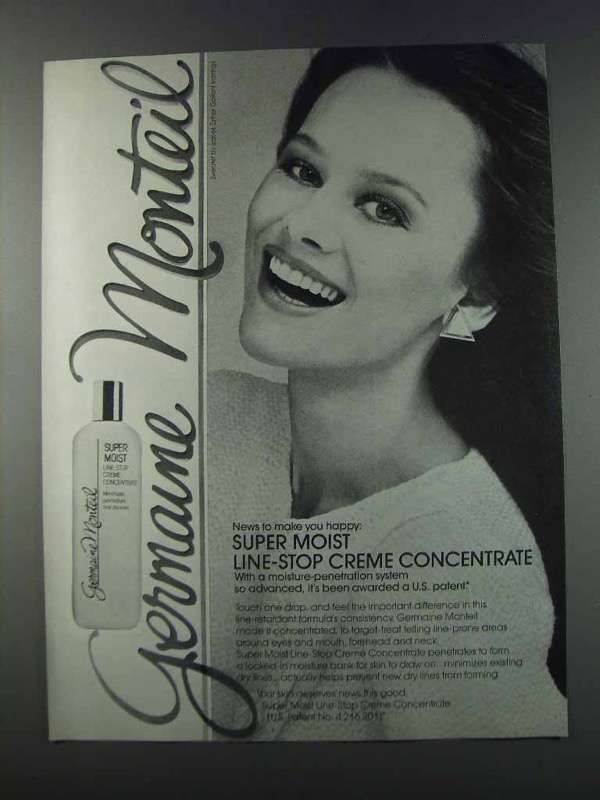 Germaine Monteil
SUPER
MOIST
LINE-STOP
CREME
CONCENTRATE
Germaine Monteil
News to make you happy:
SUPER MOIST
LINE-STOP CREME CONCENTRATE
With a moisture-penetration system
so advanced, it's been awarded a U.S. patent*
Touch one drop, and feel the important difference in this
line-retardant formula's consistency. Germaine Monteil
made it concentrated, to target-treat telling line-prone areas
around eyes and mouth, forehead and neck.
Super Moist Line-Stop Creme Concentrate penetrates to form
a locked-in moisture bank for skin to draw on...minimizes existing
dry lines...actually helps prevent new dry lines from forming.
Your skin deserves news this good.
Super Moist Line-Stop Creme Concentrate
(U.S. Patent No. 4,